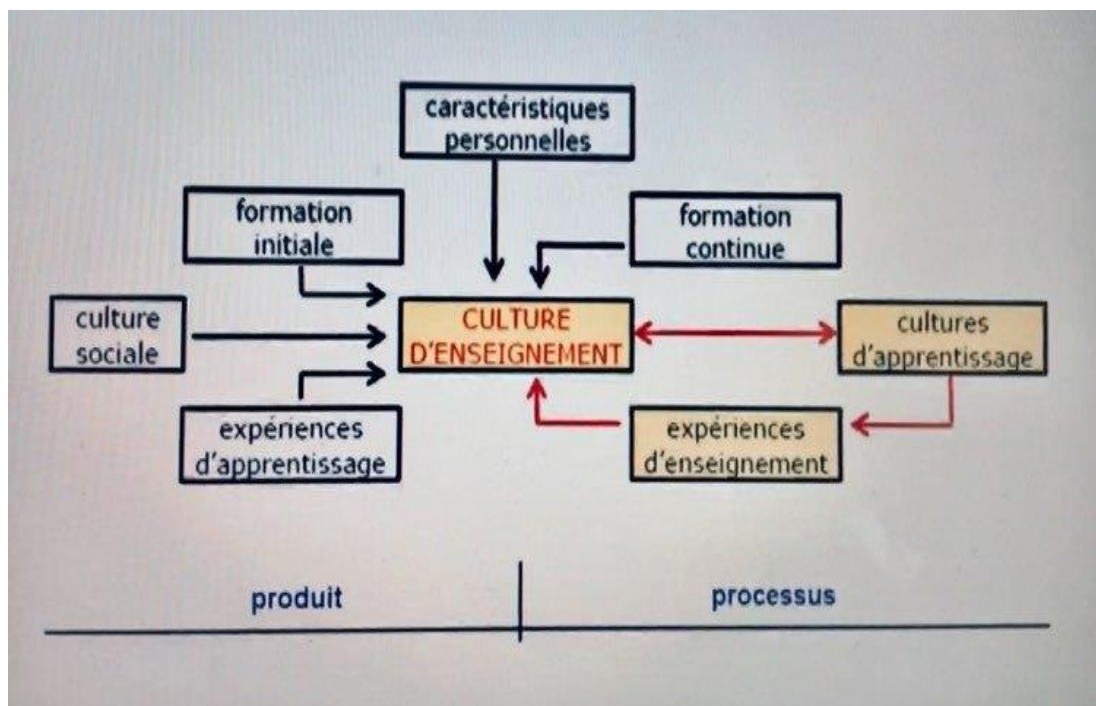 caractéristiques
personnelles
formation
initiale
formation
continue
culture
sociale
CULTURE
D'ENSEIGNEMENT
cultures
d'apprentissage
expériences
d'apprentissage
expériences
d'enseignement
produit
processus